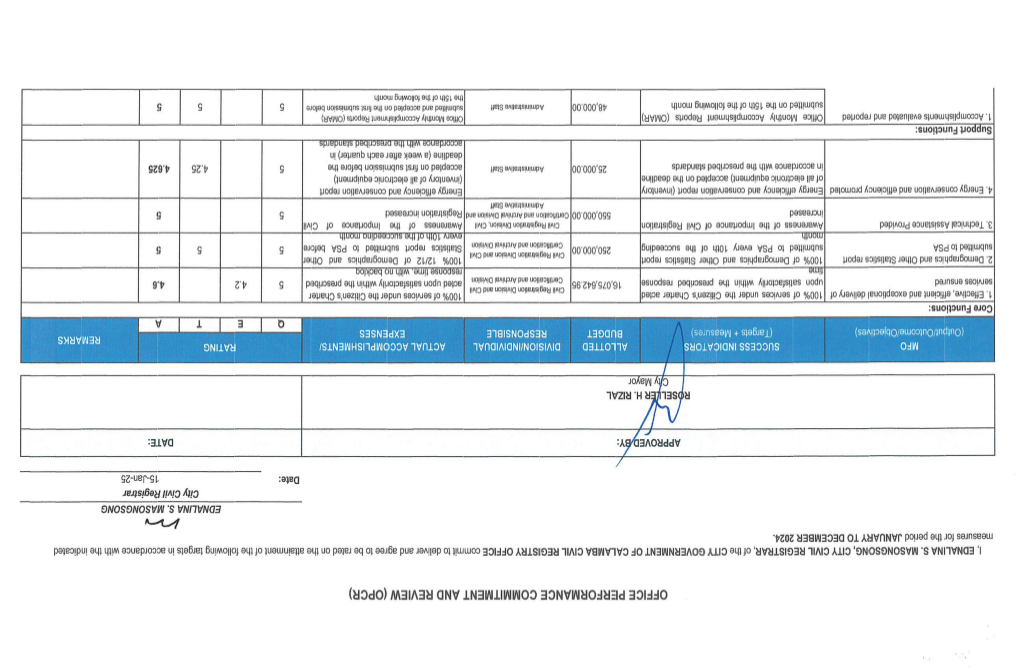 OFFICE PERFORMANCE COMMITMENT AND REVIEW (OPCR)
I, EDNALINA S. MASONGSONG, CITY CIVIL REGISTRAR, of the CITY GOVERNMENT OF CALAMBA CIVIL REGISTRY OFFICE commit to deliver and agree to be rated on the attainment of the following targets in accordance with the indicated
measures for the period JANUARY TO DECEMBER 2024.
EDNALINA S. MASONGSONG
City Civil Registrar
Date: 15-Jan-25
APPROVED BY: DATE:
ROSELLER H. RIZAL
City Mayor
MFO
(Output/Outcome/Objectives)
SUCCESS INDICATORS
(Targets + Measures)
ALLOTTED
BUDGET
DIVISION/INDIVIDUAL
RESPONSIBLE
ACTUAL ACCOMPLISHMENTS/
EXPENSES
RATING
Q E T A
REMARKS
Core Functions:
1. Effective, efficient and exceptional delivery of
services ensured
100% of services under the Citizen's Charter acted
upon satisfactorily within the prescribed response
time
16,075,642.95
Civil Registration Division and Civil
Certification and Archival Division
100% of services under the Citizen's Charter
acted upon satisfactorily within the prescribed
response time, with no backlog
5 4.2 4.6
2. Demographics and Other Statistics report
submitted to PSA
100% of Demographics and Other Statistics report
submitted to PSA every 10th of the succeeding
month
250,000.00
Civil Registration Division and Civil
Certification and Archival Division
100% 12/12 of Demographics and Other
Statistics report submitted to PSA before
every 10th of the succeeding month
5 5 5
3. Technical Assistance Provided
Awareness of the Importance of Civil Registration
increased
550,000.00
Civil Registration Division, Civil
Certification and Archival Division and
Administrative Staff
Awareness of the Importance of Civil
Registration increased
5 5
4. Energy conservation and efficiency promoted
Energy efficiency and conservation report (inventory
of all electronic equipment) accepted on the deadline
in accordance with the prescribed standards
25,000.00
Administrative Staff
Energy efficiency and conservation report
(inventory of all electronic equipment)
accepted on first submission before the
deadline (a week after each quarter) in
accordance with the prescribed standards
5 4.25 4.625
Support Functions:
1. Accomplishments evaluated and reported
Office Monthly Accomplishment Reports (OMAR)
submitted on the 15th of the following month
48,000.00
Administrative Staff
Office Monthly Accomplishment Reports (OMAR)
submitted and accepted on the first submission before
the 15th of the following month
5 5 5